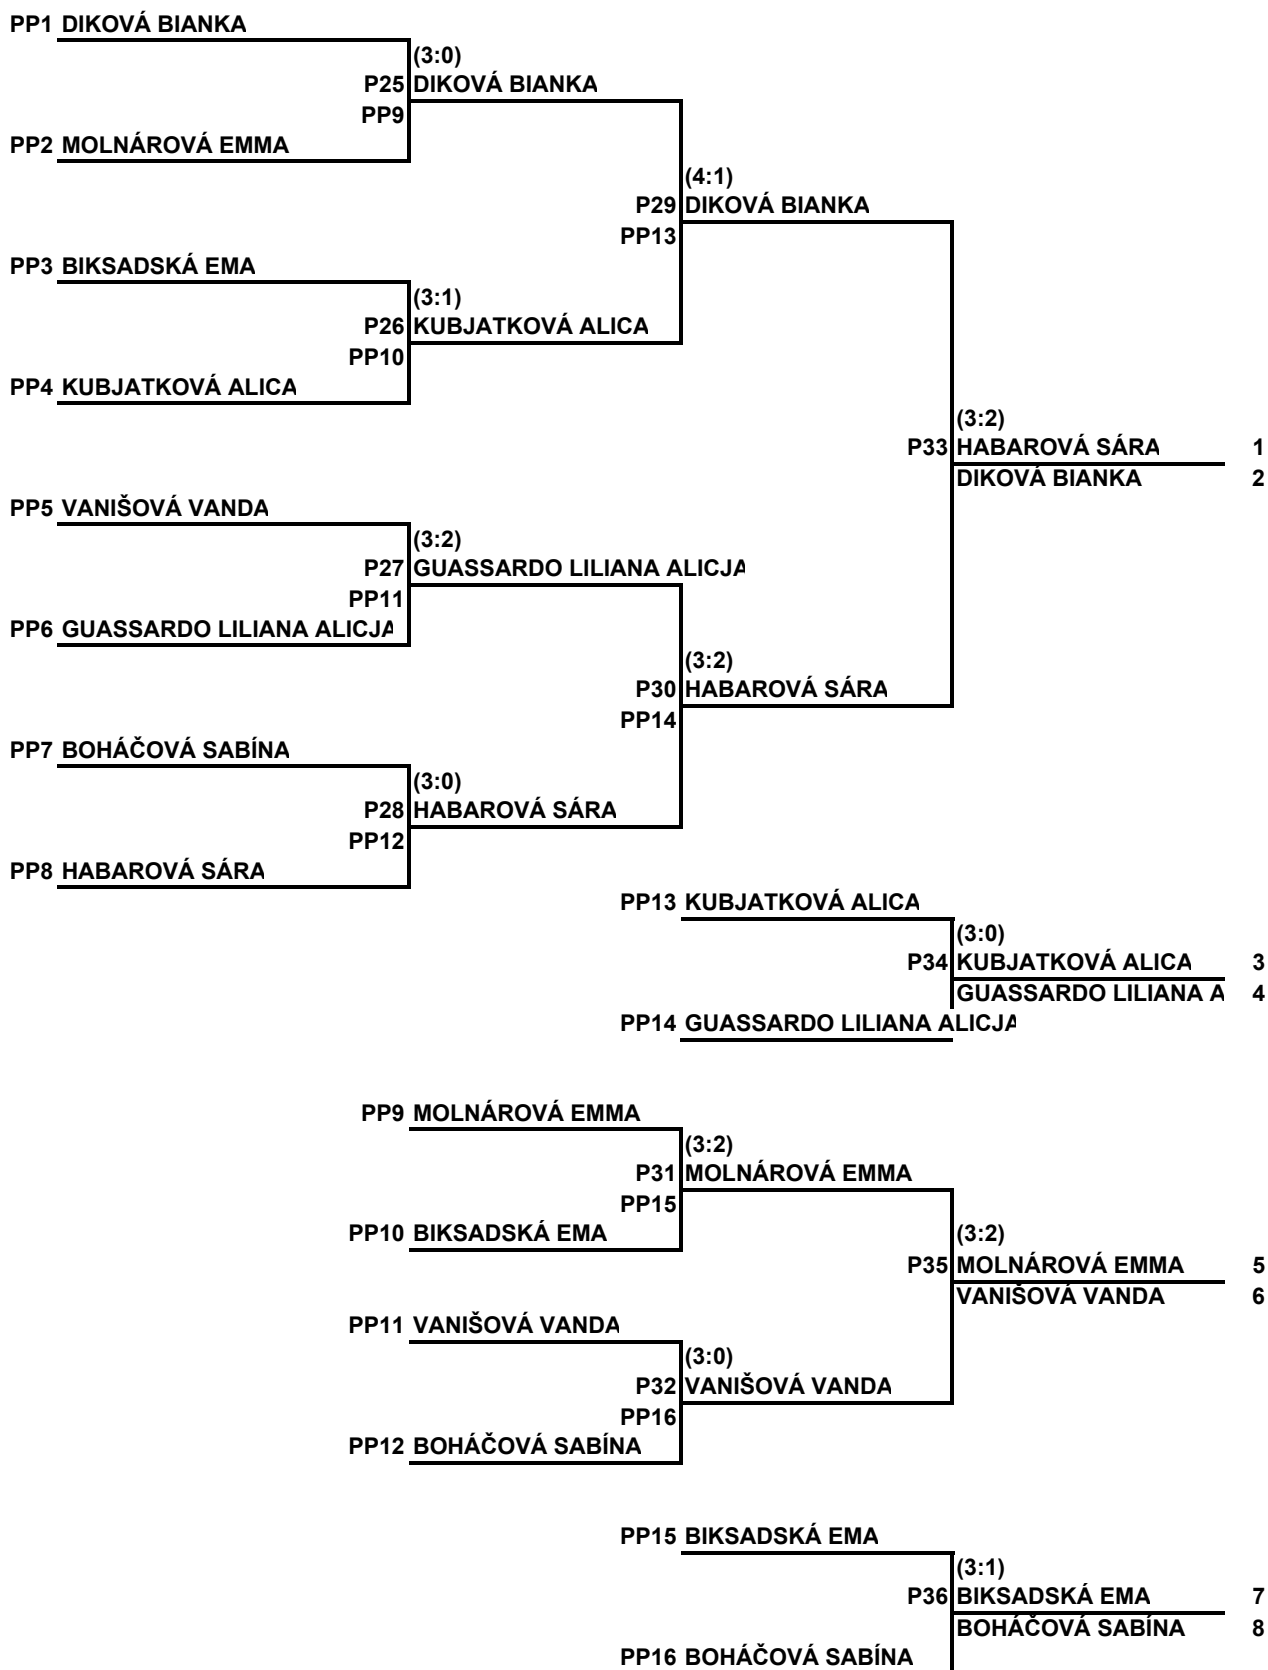 PP1 DIKOVÁ BIANKA
(3:0)
P25 DIKOVÁ BIANKA
PP9
PP2 MOLNÁROVÁ EMMA
(4:1)
P29 DIKOVÁ BIANKA
PP13
PP3 BIKSADSKÁ EMA
(3:1)
P26 KUBJATKOVÁ ALICA
PP10
PP4 KUBJATKOVÁ ALICA
(3:2)
P33 HABAROVÁ SÁRA 1
DIKOVÁ BIANKA 2
PP5 VANIŠOVÁ VANDA
(3:2)
P27 GUASSARDO LILIANA ALICJA
PP11
PP6 GUASSARDO LILIANA ALICJA
(3:2)
P30 HABAROVÁ SÁRA
PP14
PP7 BOHÁČOVÁ SABÍNA
(3:0)
P28 HABAROVÁ SÁRA
PP12
PP8 HABAROVÁ SÁRA
PP13 KUBJATKOVÁ ALICA
(3:0)
P34 KUBJATKOVÁ ALICA 3
GUASSARDO LILIANA A 4
PP14 GUASSARDO LILIANA ALICJA
PP9 MOLNÁROVÁ EMMA
(3:2)
P31 MOLNÁROVÁ EMMA
PP15
PP10 BIKSADSKÁ EMA
(3:2)
P35 MOLNÁROVÁ EMMA 5
VANIŠOVÁ VANDA 6
PP11 VANIŠOVÁ VANDA
(3:0)
P32 VANIŠOVÁ VANDA
PP16
PP12 BOHÁČOVÁ SABÍNA
PP15 BIKSADSKÁ EMA
(3:1)
P36 BIKSADSKÁ EMA 7
BOHÁČOVÁ SABÍNA 8
PP16 BOHÁČOVÁ SABÍNA